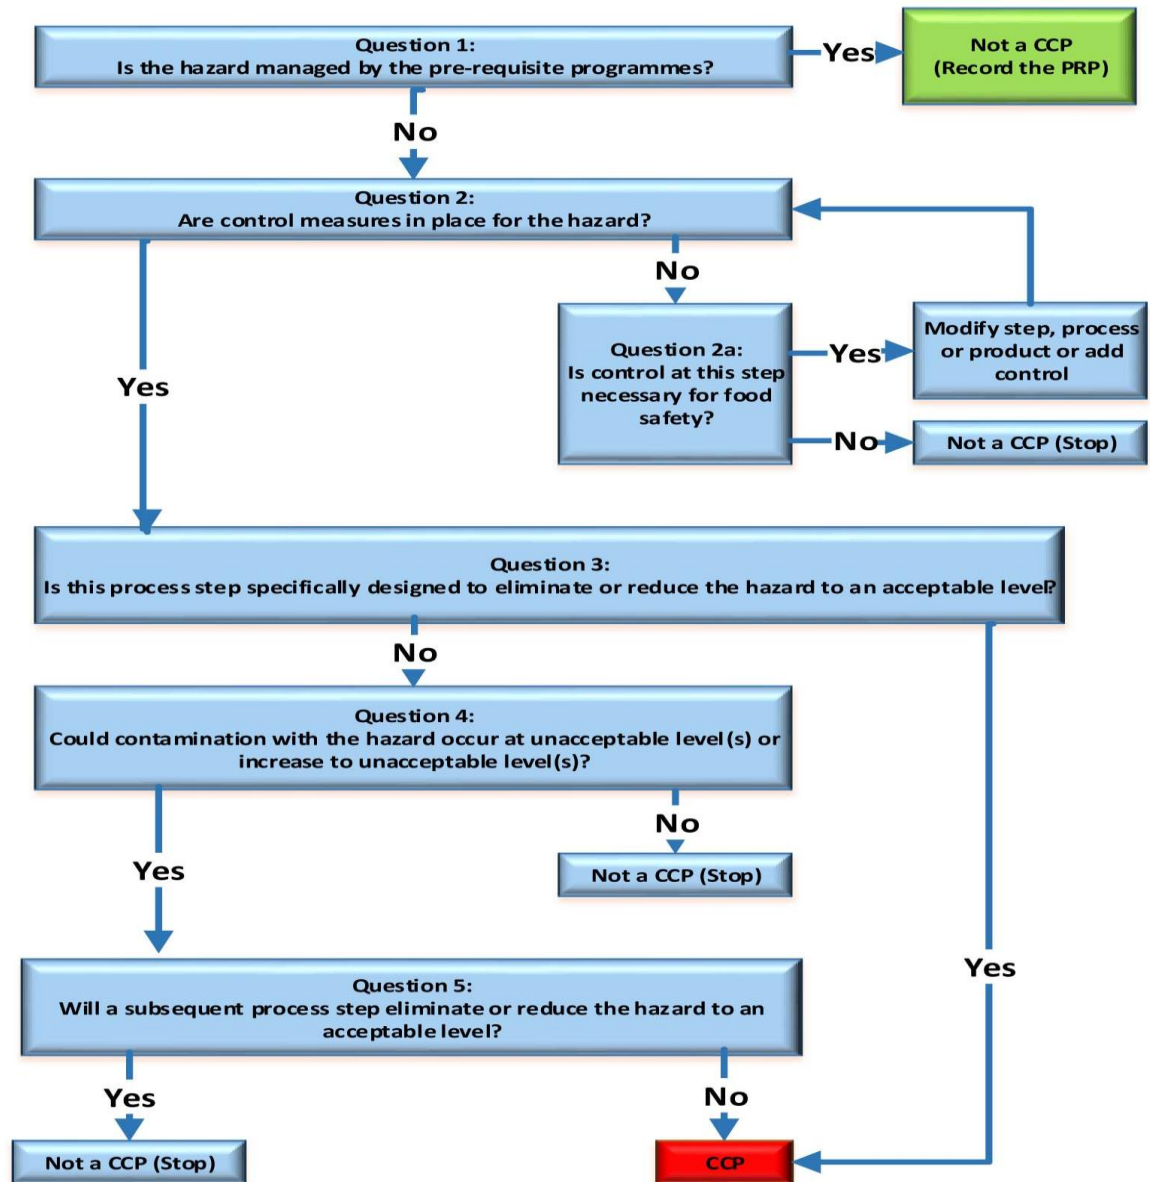 Question 1:
Is the hazard managed by the pre-requisite programmes?
Yes
Not a CCP
(Record the PRP)
No
Question 2:
Are control measures in place for the hazard?
No
Yes
Question 2a:
Is control at this step
necessary for food
safety?
Yes
Modify step, process
or product or add
control
No
Not a CCP (Stop)
Question 3:
Is this process step specifically designed to eliminate or reduce the hazard to an acceptable level?
No
Question 4:
Could contamination with the hazard occur at unacceptable level(s) or
increase to unacceptable level(s)?
No
Yes
Not a CCP (Stop)
Yes
Question 5:
Will a subsequent process step eliminate or reduce the hazard to an
acceptable level?
Yes
No
Not a CCP (Stop)
CCP